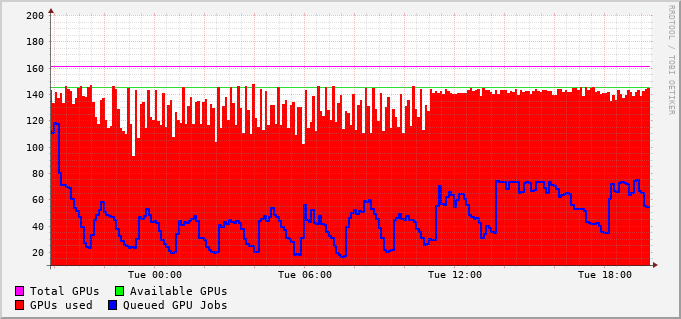 200
180
160
140
120
100
80
60
40
20
Tue 00:00 Tue 06:00 Tue 12:00 Tue 18:00
Total GPUs Available GPUs
GPUs used Queued GPU Jobs
RRDTOOL / TOBI OETIKER